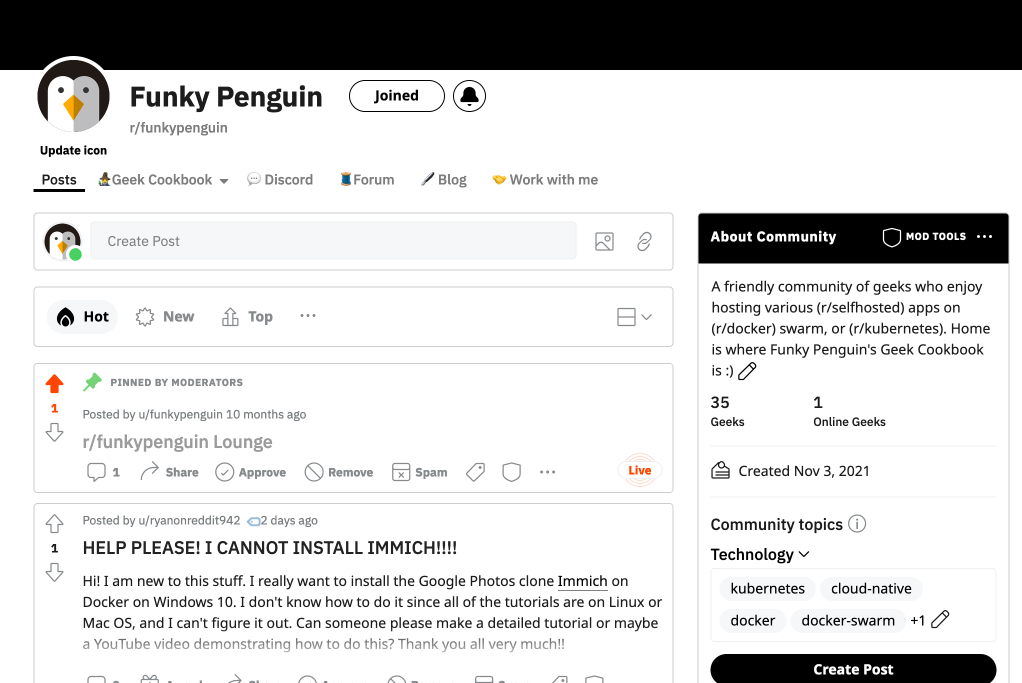 Funky Penguin
Joined
r/funkypenguin
Update icon
Posts
Geek Cookbook
Discord
Forum
Blog
Work with me
Create Post
Hot
New
Top
PINNED BY MODERATORS
1
Posted by u/funkypenguin 10 months ago
r/funkypenguin Lounge
1
Share
Approve
Remove
Spam
Live
Posted by u/ryanonreddit942 2 days ago
1
HELP PLEASE! I CANNOT INSTALL IMMICH!!!!
Hi! I am new to this stuff. I really want to install the Google Photos clone Immich on
Docker on Windows 10. I don't know how to do it since all of the tutorials are on Linux or
Mac OS, and I can't figure it out. Can someone please make a detailed tutorial or maybe
a YouTube video demonstrating how to do this? Thank you all very much!!
About Community
MOD TOOLS
A friendly community of geeks who enjoy
hosting various (r/selfhosted) apps on
(r/docker) swarm, or (r/kubernetes). Home
is where Funky Penguin's Geek Cookbook
is :)
35
Geeks
1
Online Geeks
Created Nov 3, 2021
Community topics
Technology
kubernetes
cloud-native
docker
docker-swarm
+1
Create Post